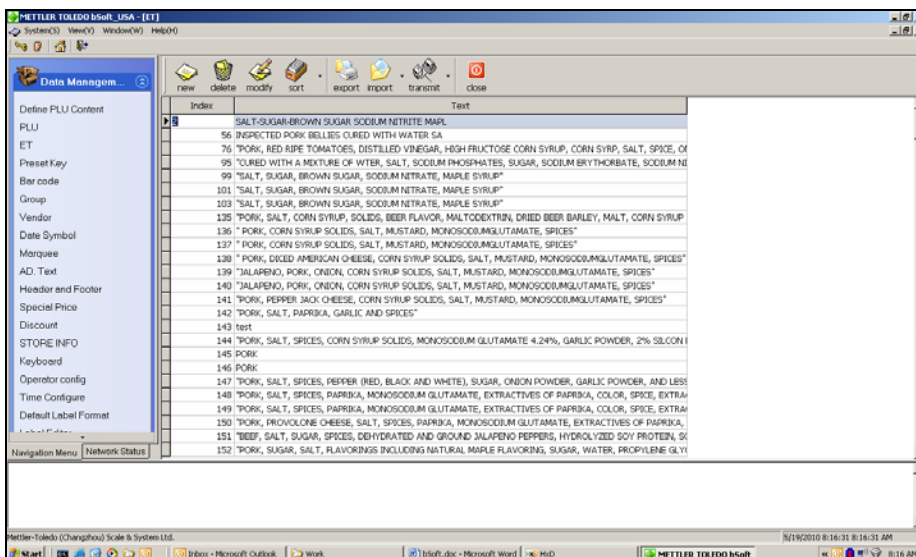 METTLER TOLEDO bSoft_USA - [ET]
System(S) View(V) Window(W) Help(H)
Data Managem...
new delete modify sort export import transmit close
Define PLU Content
PLU
ET
Preset Key
Bar code
Group
Vendor
Date Symbol
Marquee
AD. Text
Header and Footer
Special Price
Discount
STORE INFO
Keyboard
Operator config
Time Configure
Default Label Format
Navigation Menu Network Status
Index Text
2 SALT-SUGAR-BROWN SUGAR SODIUM NITRITE MAPL
56 INSPECTED PORK BELLIES CURED WITH WATER SA
76 "PORK, RED RIPE TOMATOES, DISTILLED VINEGAR, HIGH FRUCTOSE CORN SYRUP, CORN SYRP, SALT, SPICE,
95 "CURED WITH A MIXTURE OF WTER, SALT, SODIUM PHOSPHATES, SUGAR, SODIUM ERYTHORBATE, SODIUM
99 "SALT, SUGAR, BROWN SUGAR, SODIUM NITRATE, MAPLE SYRUP"
101 "SALT, SUGAR, BROWN SUGAR, SODIUM NITRATE, MAPLE SYRUP"
103 "SALT, SUGAR, BROWN SUGAR, SODIUM NITRATE, MAPLE SYRUP"
135 "PORK, SALT, CORN SYRUP, SOLIDS, BEER FLAVOR, MALTODEXTRIN, DRIED BEER BARLEY, MALT, CORN SYRUP
136 " PORK, CORN SYRUP SOLIDS, SALT, MUSTARD, MONOSODIUMGLUTAMATE, SPICES"
137 " PORK, CORN SYRUP SOLIDS, SALT, MUSTARD, MONOSODIUMGLUTAMATE, SPICES"
138 " PORK, DICED AMERICAN CHEESE, CORN SYRUP SOLIDS, SALT, MUSTARD, MONOSODIUMGLUTAMATE, SPICES"
139 "JALAPENO, PORK, ONION, CORN SYRUP SOLIDS, SALT, MUSTARD, MONOSODIUMGLUTAMATE, SPICES"
140 "JALAPENO, PORK, ONION, CORN SYRUP SOLIDS, SALT, MUSTARD, MONOSODIUMGLUTAMATE, SPICES"
141 "PORK, PEPPER JACK CHEESE, CORN SYRUP SOLIDS, SALT, MUSTARD, MONOSODIUMGLUTAMATE, SPICES"
142 "PORK, SALT, PAPRIKA, GARLIC AND SPICES"
143 test
144 "PORK, SALT, SPICES, CORN SYRUP SOLIDS, MONOSODIUM GLUTAMATE 4.24%, GARLIC POWDER, 2% SILCON
145 PORK
146 PORK
147 "PORK, SALT, SPICES, PEPPER (RED, BLACK AND WHITE), SUGAR, ONION POWDER, GARLIC POWDER, AND LESS
148 "PORK, SALT, SPICES, PAPRIKA, MONOSODIUM GLUTAMATE, EXTRACTIVES OF PAPRIKA, COLOR, SPICE,
149 "PORK, SALT, SPICES, PAPRIKA, MONOSODIUM GLUTAMATE, EXTRACTIVES OF PAPRIKA, COLOR, SPICE,
150 "PORK, PROVOLONE CHEESE, SALT, SPICES, PAPRIKA, MONOSODIUM GLUTAMATE, EXTRACTIVES OF PAPRIKA,
151 "BEEF, SALT, SUGAR, SPICES, DEHYDRATED AND GROUND JALAPENO PEPPERS, HYDROLYZED SOY PROTEIN,
152 "PORK, SUGAR, SALT, FLAVORINGS INCLUDING NATURAL MAPLE FLAVORING, SUGAR, WATER,
Mettler-Toledo (Changzhou) Scale & System Ltd. 5/19/2010 8:16:31 8:16:31 AM
Start Inbox - Microsoft Outlook Work bSoft.doc - Microsoft Word HxD METTLER TOLEDO bSoft 8:16 AM